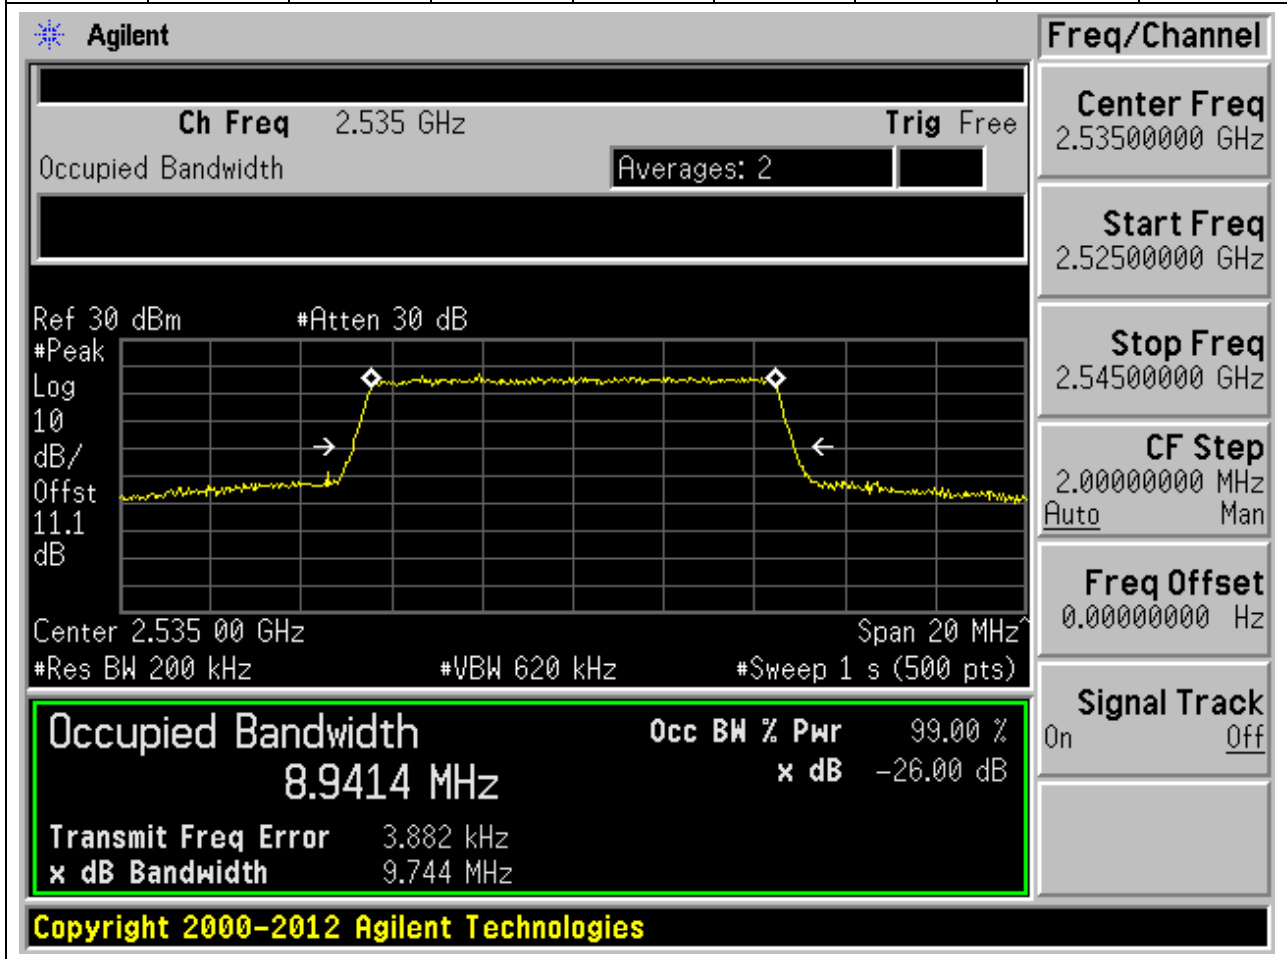 Agilent
Freq/Channel
Ch Freq 2.535 GHz Trig Free
Occupied Bandwidth Averages: 2
Center Freq
2.53500000 GHz
Start Freq
2.52500000 GHz
Stop Freq
2.54500000 GHz
CF Step
2.00000000 MHz
Auto Man
Freq Offset
0.00000000 Hz
Signal Track
On Off
Ref 30 dBm #Atten 30 dB
#Peak
Log
10
dB/
Offst
11.1
dB
Center 2.535 00 GHz Span 20 MHz^
#Res BW 200 kHz #VBW 620 kHz #Sweep 1 s (500 pts)
Occupied Bandwidth Occ BW % Pwr 99.00 %
8.9414 MHz x dB -26.00 dB
Transmit Freq Error 3.882 kHz
x dB Bandwidth 9.744 MHz
Copyright 2000-2012 Agilent Technologies